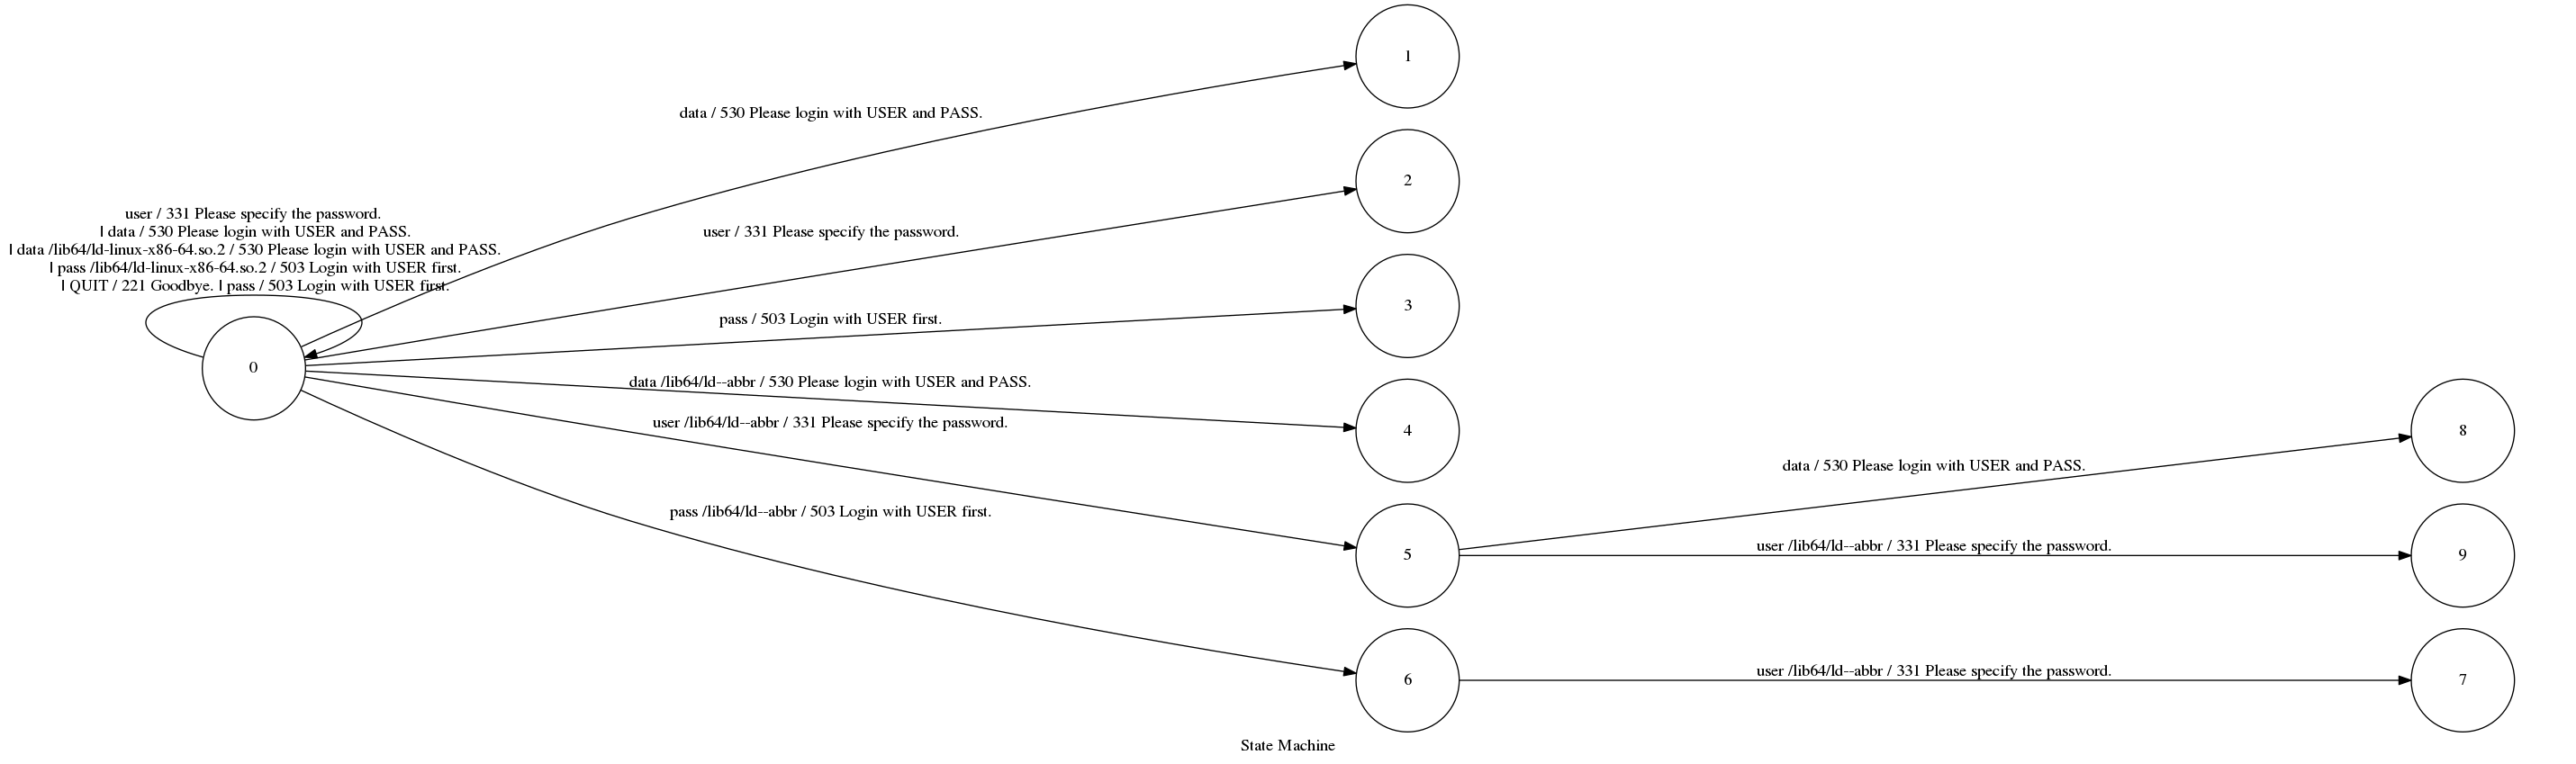 1
data / 530 Please login with USER and PASS.
2
user / 331 Please specify the password.
user / 331 Please specify the password.
| data / 530 Please login with USER and PASS.
| data /lib64/ld-linux-x86-64.so.2 / 530 Please login with USER and PASS.
| pass /lib64/ld-linux-x86-64.so.2 / 503 Login with USER first.
| QUIT / 221 Goodbye. | pass / 503 Login with USER first.
3
pass / 503 Login with USER first.
0
data /lib64/ld--abbr / 530 Please login with USER and PASS.
4
8
user /lib64/ld--abbr / 331 Please specify the password.
data / 530 Please login with USER and PASS.
pass /lib64/ld--abbr / 503 Login with USER first.
5
user /lib64/ld--abbr / 331 Please specify the password.
9
6
user /lib64/ld--abbr / 331 Please specify the password.
7
State Machine